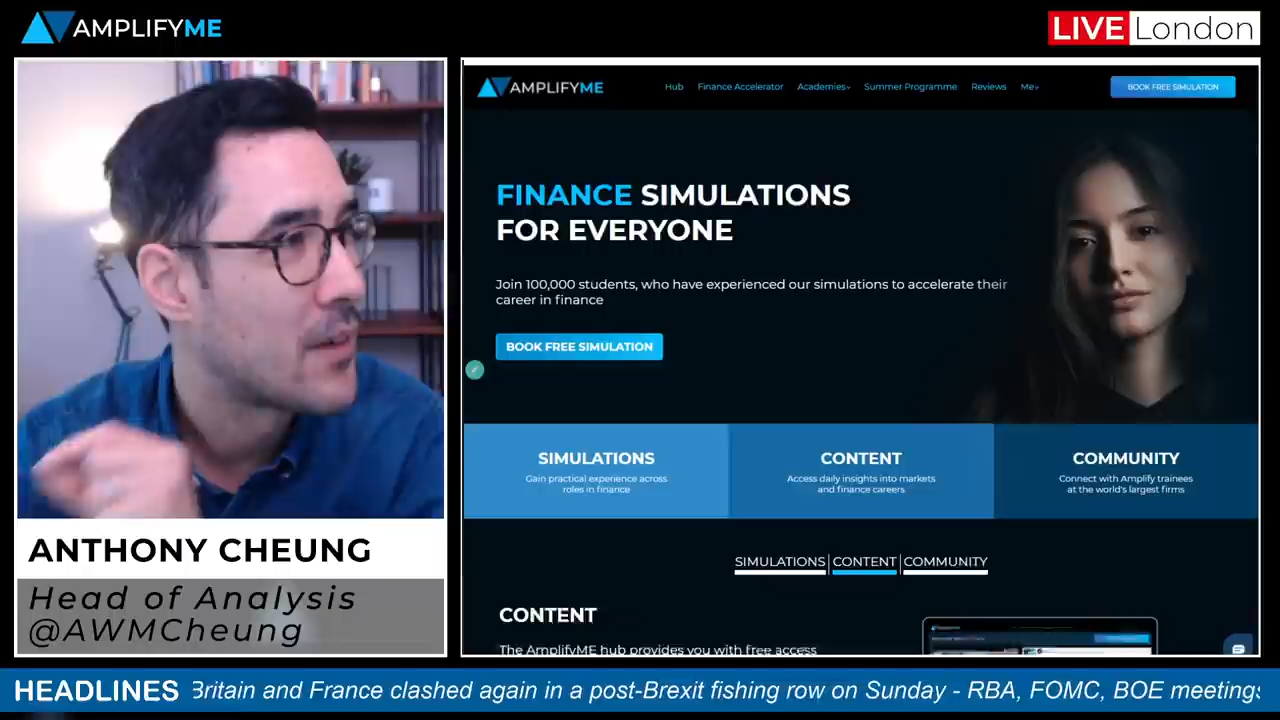 AMPLIFYME
LIVE London
AMPLIFYME
Hub Finance Accelerator Academies Summer Programme Reviews Me
BOOK FREE SIMULATION
FINANCE SIMULATIONS
FOR EVERYONE
Join 100,000 students, who have experienced our simulations to accelerate their
career in finance
BOOK FREE SIMULATION
SIMULATIONS
Gain practical experience across
roles in finance
CONTENT
Access daily insights into markets
and finance careers
COMMUNITY
Connect with Amplify trainees
at the world's largest firms
SIMULATIONS CONTENT COMMUNITY
CONTENT
The AmplifyME hub provides you with free access
ANTHONY CHEUNG
Head of Analysis
@AWMCheung
HEADLINES Britain and France clashed again in a post-Brexit fishing row on Sunday - RBA, FOMC, BOE meetings